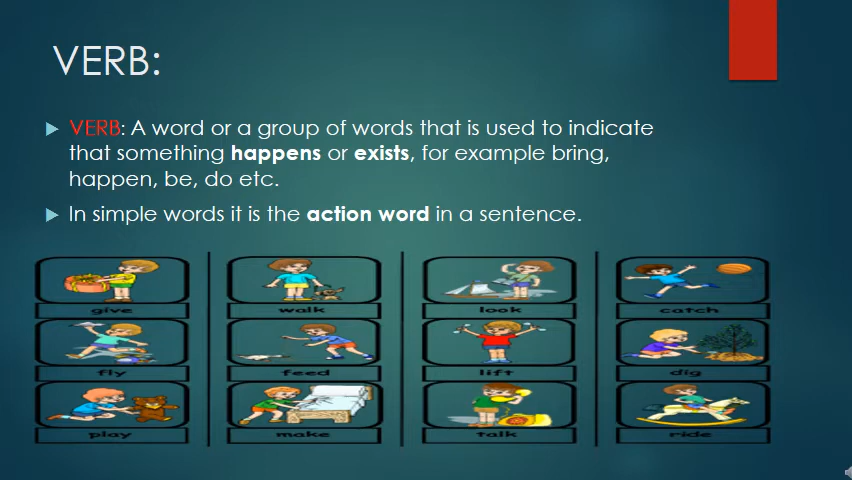 VERB:
VERB: A word or a group of words that is used to indicate
that something happens or exists, for example bring,
happen, be, do etc.
In simple words it is the action word in a sentence.
give walk look catch
fly feed lift dig
play make talk ride